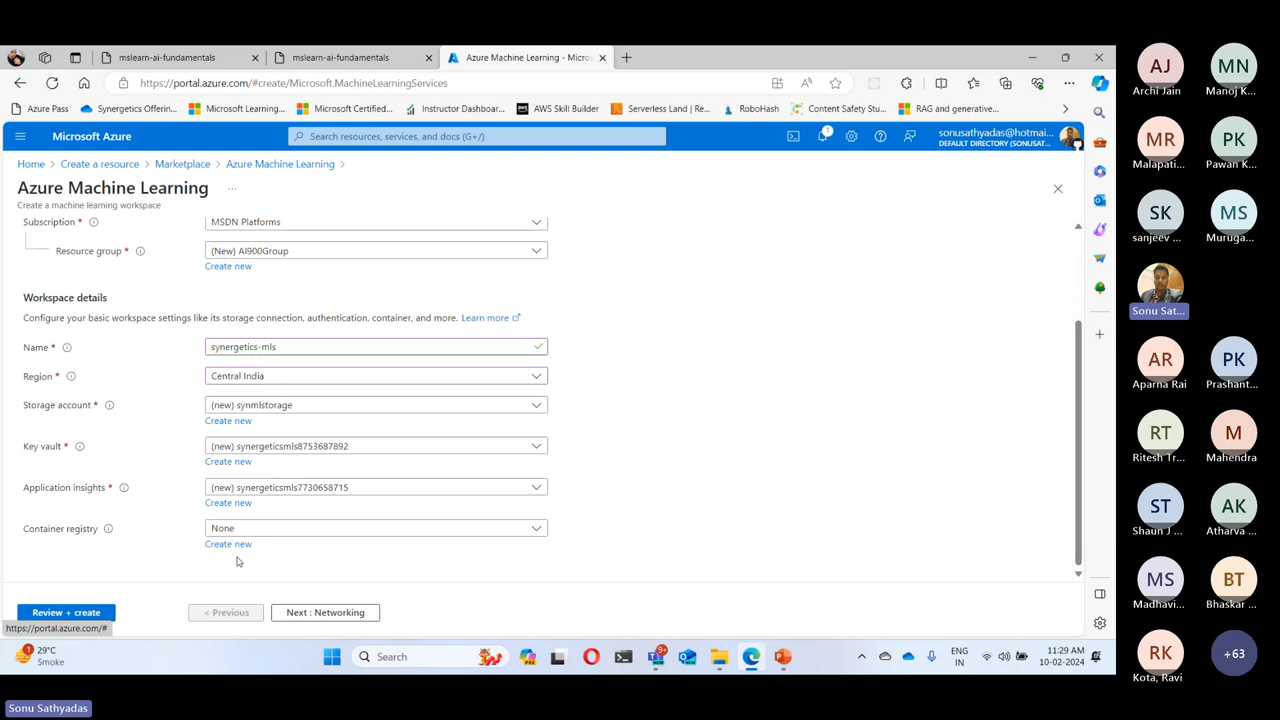 mslearn-ai-fundamentals
mslearn-ai-fundamentals
Azure Machine Learning - Micros
https://portal.azure.com/#create/Microsoft.MachineLearningServices
Azure Pass
Synergetics Offerin...
Microsoft Learning...
Microsoft Certified...
Instructor Dashboar...
AWS Skill Builder
Serverless Land | Re...
RoboHash
Content Safety Stu...
RAG and generative...
Microsoft Azure
Search resources, services, and docs (G+/)
1
sonusathyadas@hotmai...
DEFAULT DIRECTORY (SONUSAT...
Home > Create a resource > Marketplace > Azure Machine Learning >
Azure Machine Learning ...
Create a machine learning workspace
Subscription * MSDN Platforms
Resource group * (New) AI900Group
Create new
Workspace details
Configure your basic workspace settings like its storage connection, authentication, container, and more. Learn more
Name * synergetics-mls
Region * Central India
Storage account * (new) synmlstorage
Create new
Key vault * (new) synergeticsmls8753687892
Create new
Application insights * (new) synergeticsmls7730658715
Create new
Container registry None
Create new
Review + create
< Previous
Next : Networking
https://portal.azure.com/#
1
29°C
Smoke
Search
9+
ENG
IN
11:29 AM
10-02-2024
Sonu Sathyadas
AJ
Archi Jain
MN
Manoj K...
MR
Malapati...
PK
Pawan K...
SK
sanjeev ...
MS
Muruga...
Sonu Sat...
AR
Aparna Rai
PK
Prashant...
RT
Ritesh Tr...
M
Mahendra
ST
Shaun J ...
AK
Atharva ...
MS
Madhavi...
BT
Bhaskar ...
RK
Kota, Ravi
+63